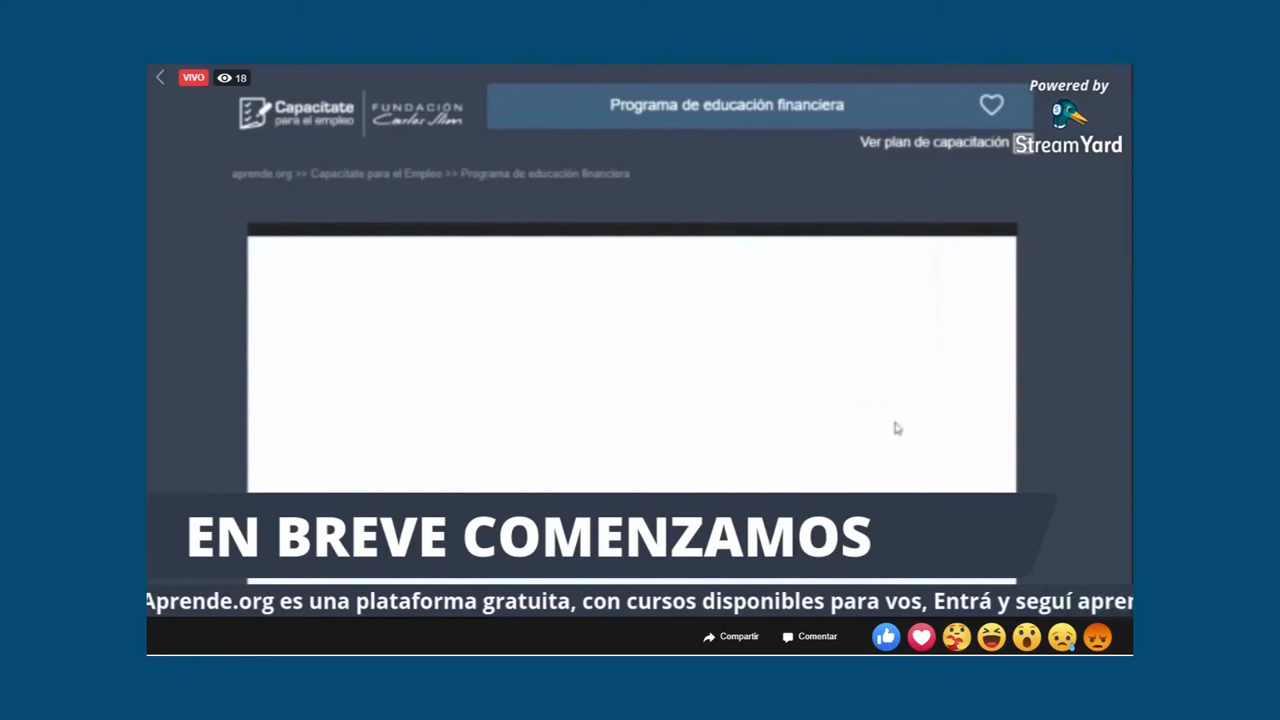 VIVO 18
Powered by
StreamYard
Capacítate
para el empleo
FUNDACIÓN
Carlos Slim
Programa de educación financiera
Ver plan de capacitación
aprende.org >> Capacítate para el Empleo >> Programa de educación financiera
EN BREVE COMENZAMOS
Aprende.org es una plataforma gratuita, con cursos disponibles para vos, Entrá y seguí apren
Compartir
Comentar